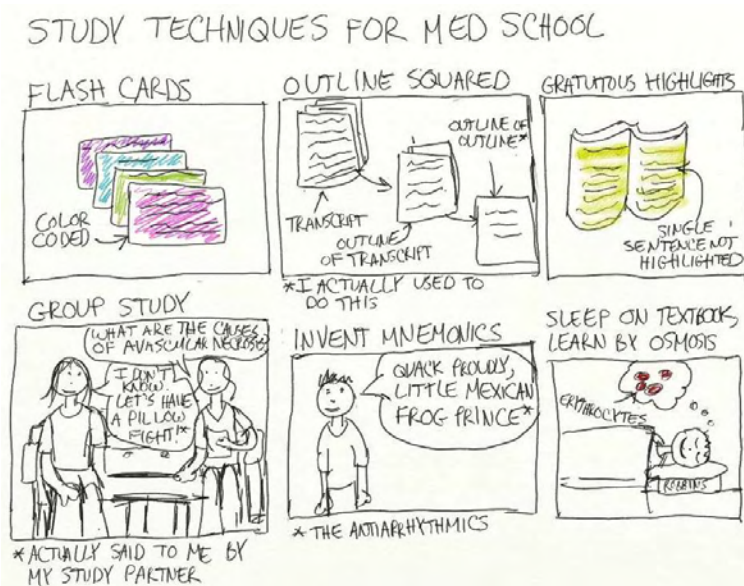 STUDY TECHNIQUES FOR MED SCHOOL
FLASH CARDS
COLOR
CODED
OUTLINE SQUARED
TRANSCRIPT
OUTLINE
OF TRANSCRIPT
OUTLINE OF
OUTLINE*
*I ACTUALLY USED TO
DO THIS
GRATUITOUS HIGHLIGHTS
SINGLE
SENTENCE NOT
HIGHLIGHTED
GROUP STUDY
WHAT ARE THE CAUSES
OF AVASCULAR NECROSIS
I DON'T
KNOW.
LET'S HAVE
A PILLOW
FIGHT!*
*ACTUALLY SAID TO ME BY
MY STUDY PARTNER
INVENT MNEMONICS
QUACK PROUDLY,
LITTLE MEXICAN
FROG PRINCE*
* THE ANTIARRHYTHMICS
SLEEP ON TEXTBOOK,
LEARN BY OSMOSIS
ERYTHROCYTES
ROBBINS